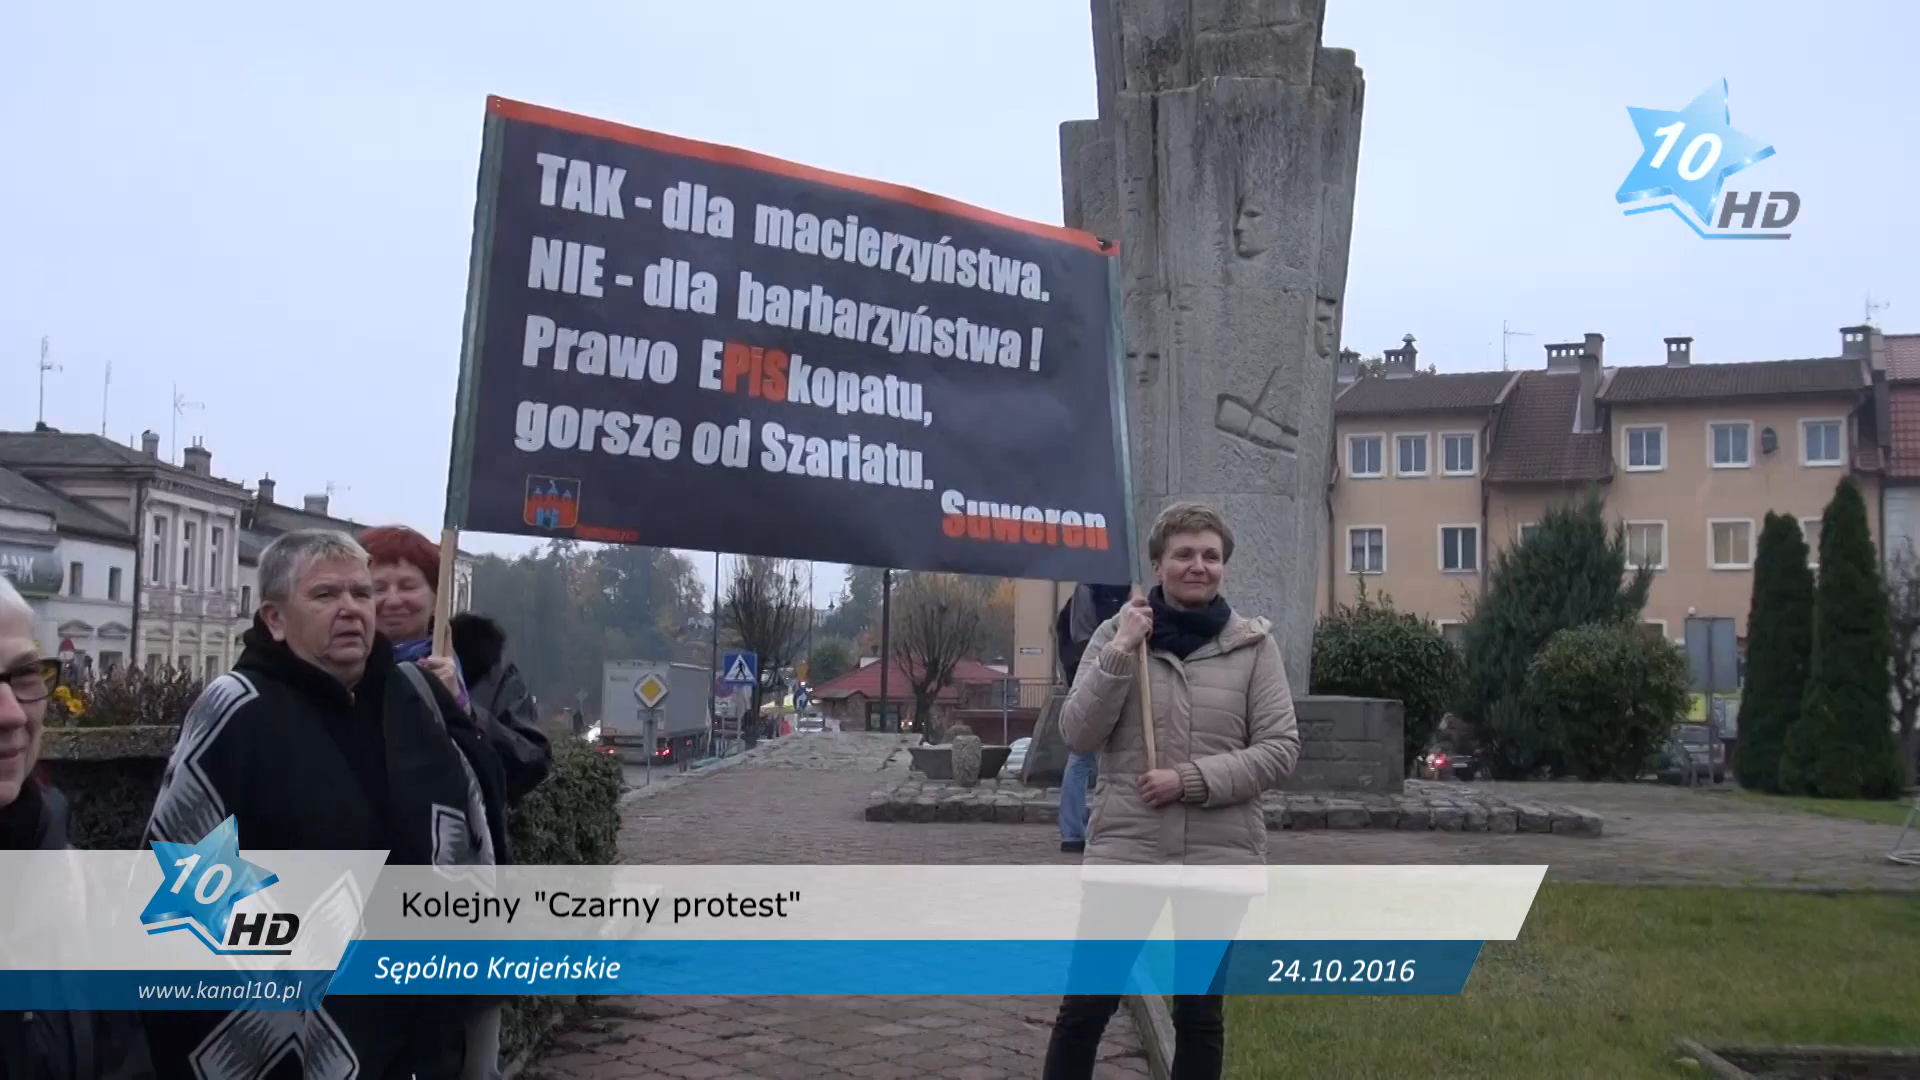 TAK - dla macierzyństwa.
NIE - dla barbarzyństwa !
Prawo EPiSkopatu,
gorsze od Szariatu.
Suweren
10
HD
10
HD
Kolejny "Czarny protest"
Sępólno Krajeńskie
24.10.2016
www.kanal10.pl